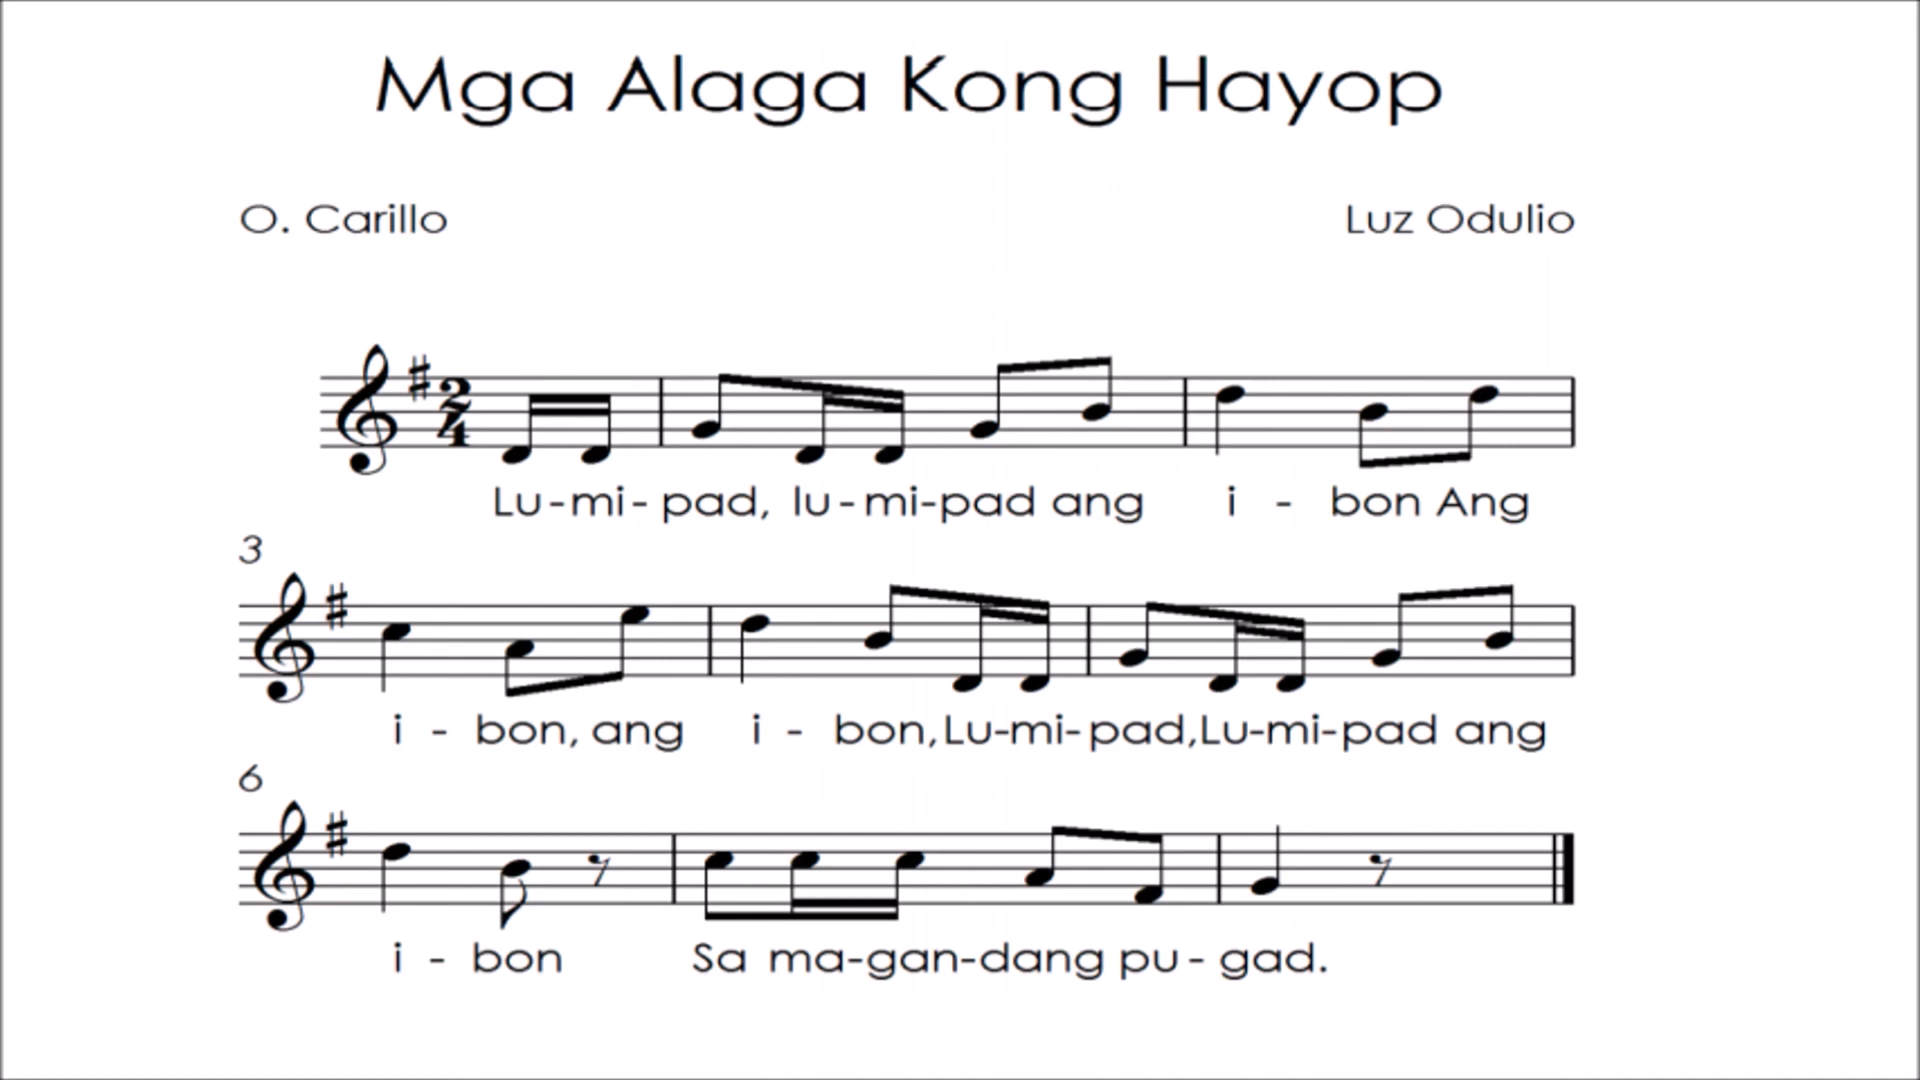 Mga Alaga Kong Hayop
O. Carillo Luz Odulio
2
4
Lu-mi-pad, lu-mi-pad ang i - bon Ang
3
i - bon, ang i - bon,Lu-mi-pad,Lu-mi-pad ang
6
i - bon Sa ma-gan-dang pu-gad.